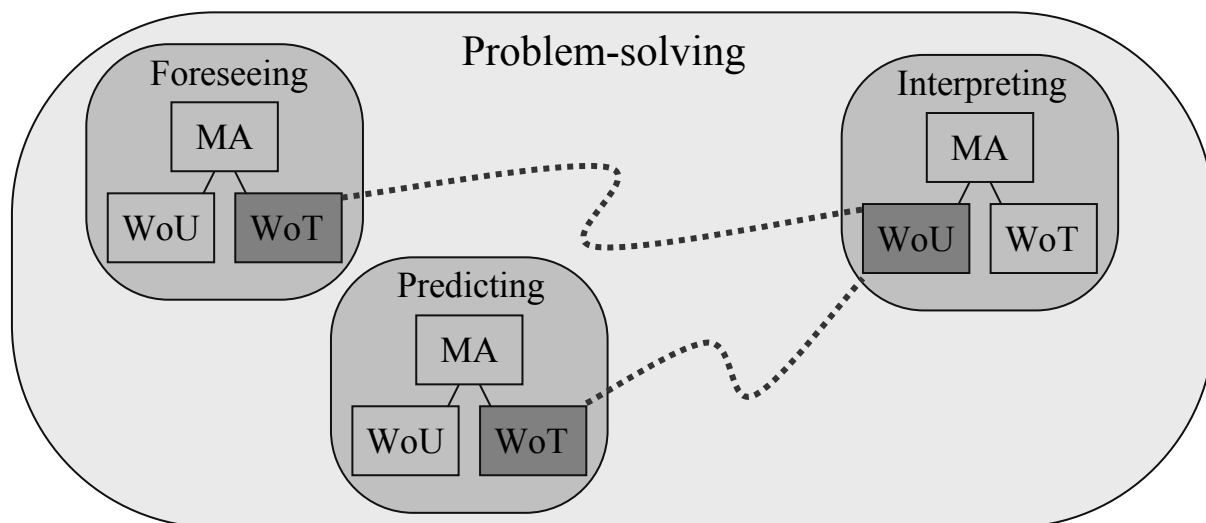 Problem-solving
Foreseeing
MA
WoU WoT
Interpreting
MA
WoU WoT
Predicting
MA
WoU WoT